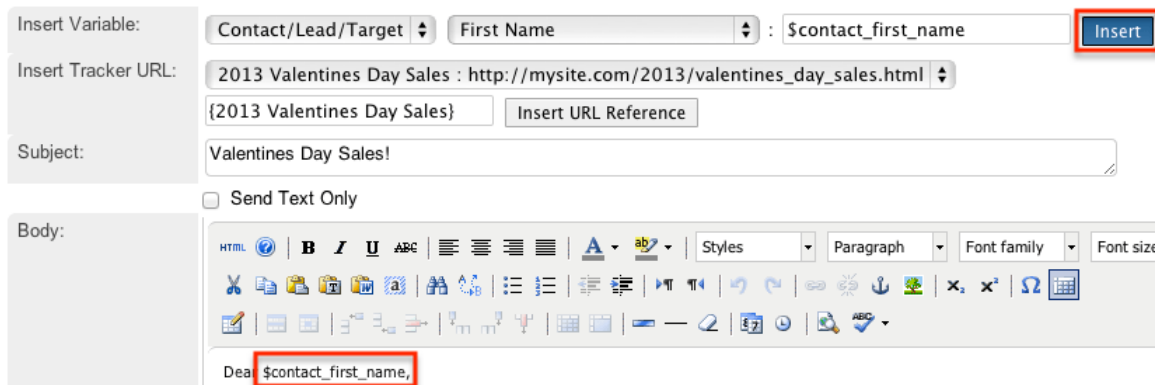 Insert Variable: Contact/Lead/Target First Name : $contact_first_name Insert
Insert Tracker URL: 2013 Valentines Day Sales : http://mysite.com/2013/valentines_day_sales.html
{2013 Valentines Day Sales} Insert URL Reference
Subject: Valentines Day Sales!
Send Text Only
Body:
HTML B I U ABC A ab Styles Paragraph Font family Font size
Dear $contact_first_name,